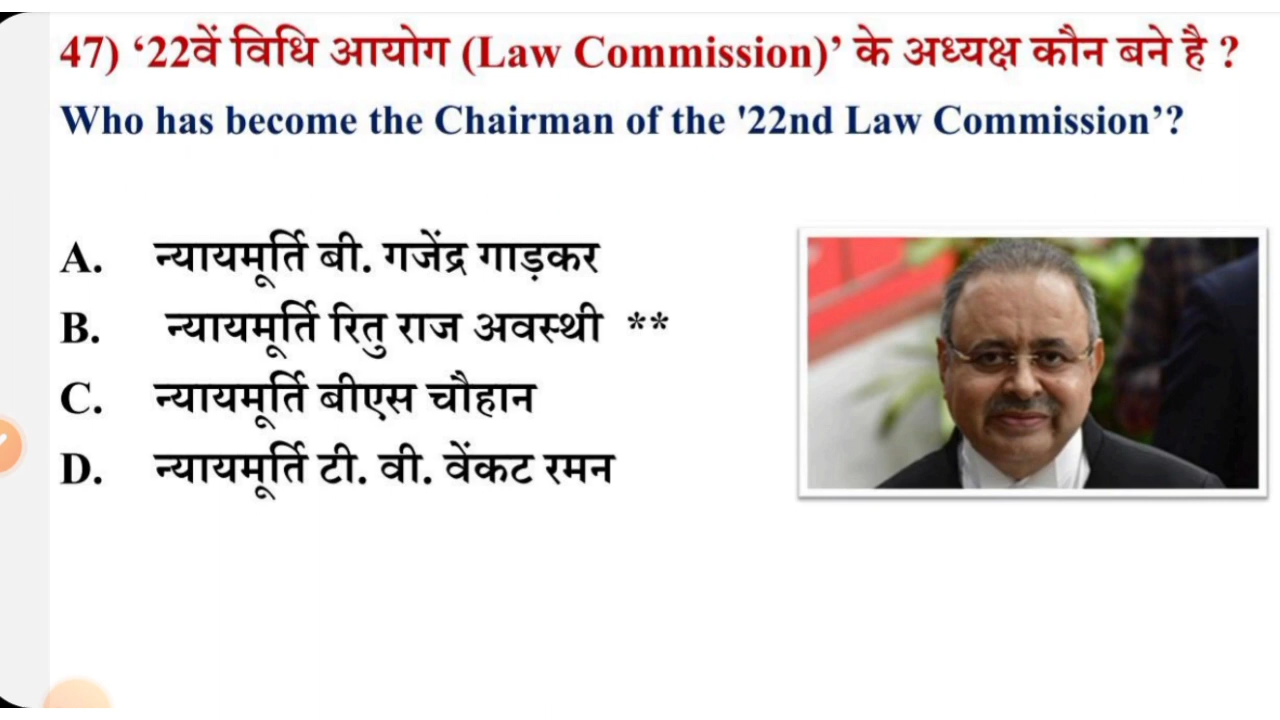 47) ‘22वें विधि आयोग (Law Commission)’ के अध्यक्ष कौन बने है ?
Who has become the Chairman of the '22nd Law Commission’?
A. न्यायमूर्ति बी. गजेंद्र गाड़कर
B. न्यायमूर्ति रितु राज अवस्थी **
C. न्यायमूर्ति बीएस चौहान
D. न्यायमूर्ति टी. वी. वेंकट रमन